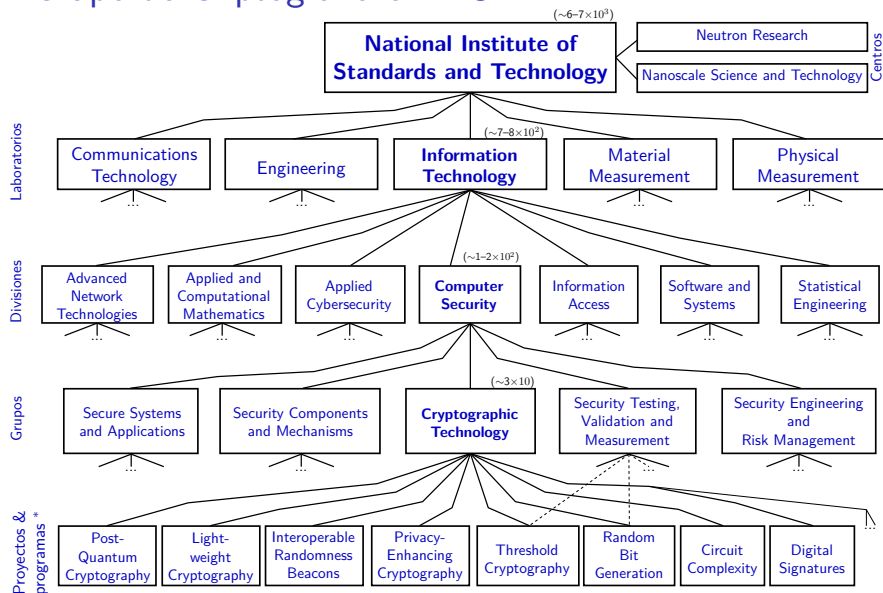 (∼6–7×10³)
National Institute of
Standards and Technology
Neutron Research
Nanoscale Science and Technology
Centros
Laboratorios
(∼7–8×10²)
Communications
Technology
...
Engineering
...
Information
Technology
Material
Measurement
...
Physical
Measurement
...
Divisiones
(∼1–2×10²)
Advanced
Network
Technologies
...
Applied and
Computational
Mathematics
...
Applied
Cybersecurity
...
Computer
Security
Information
Access
...
Software and
Systems
...
Statistical
Engineering
...
Grupos
(∼3×10)
Secure Systems
and Applications
...
Security Components
and Mechanisms
...
Cryptographic
Technology
Security Testing,
Validation and
Measurement
...
Security Engineering
and
Risk Management
...
Proyectos &
programas *
Post-
Quantum
Cryptography
Light-
weight
Cryptography
Interoperable
Randomness
Beacons
Privacy-
Enhancing
Cryptography
Threshold
Cryptography
Random
Bit
Generation
Circuit
Complexity
Digital
Signatures
...